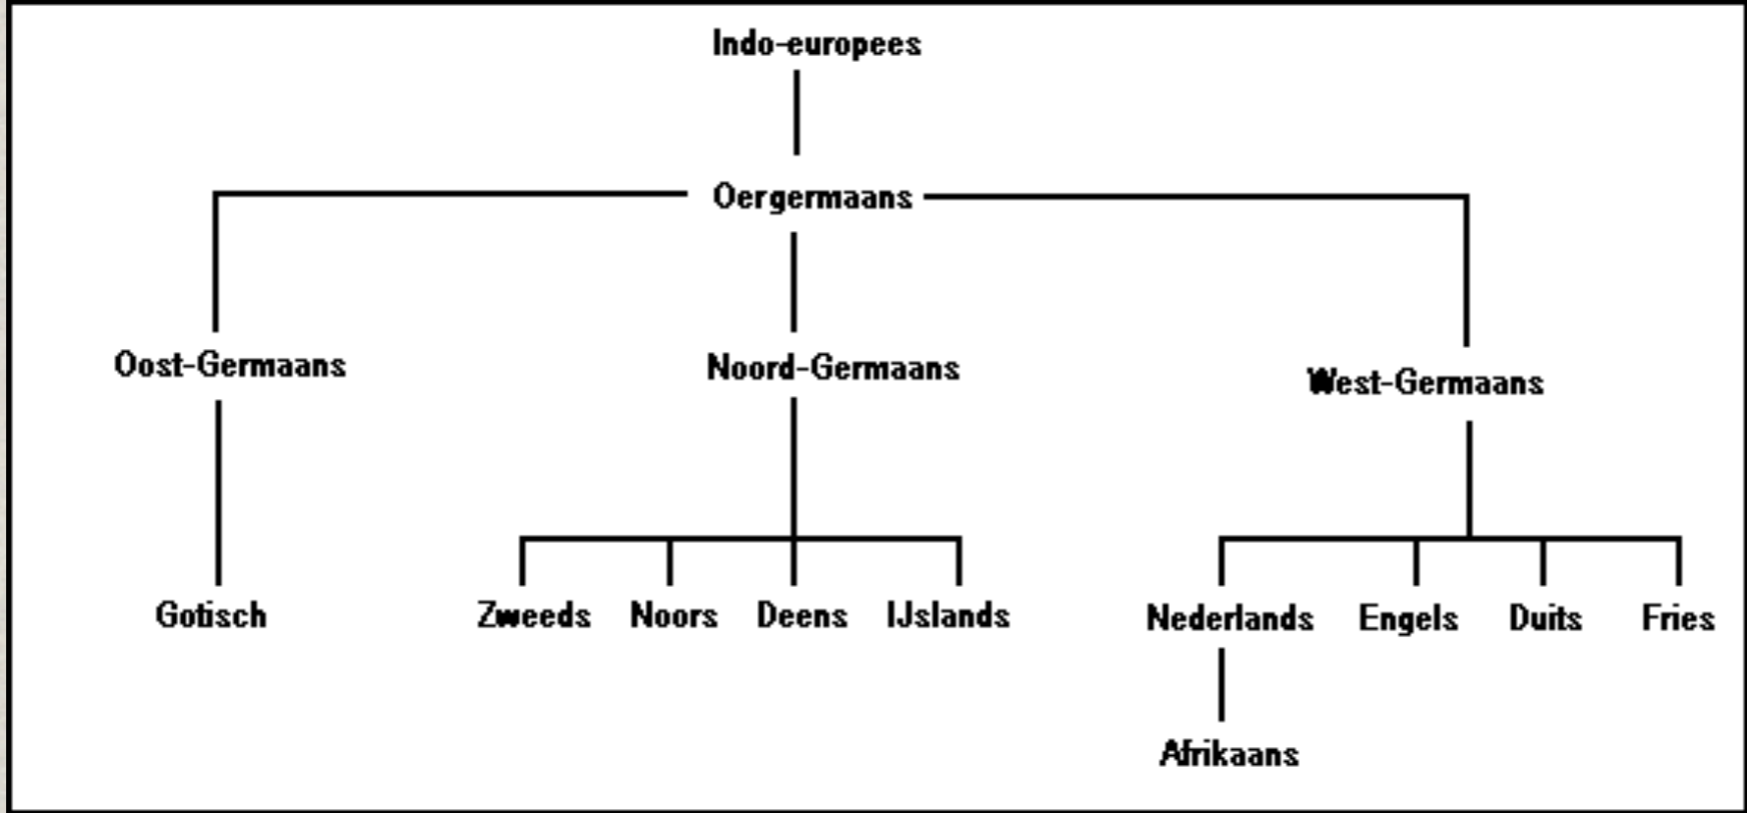 Indo-europees
Oergermaans
Oost-Germaans
Noord-Germaans
West-Germaans
Gotisch
Zweeds
Noors
Deens
IJslands
Nederlands
Engels
Duits
Fries
Afrikaans